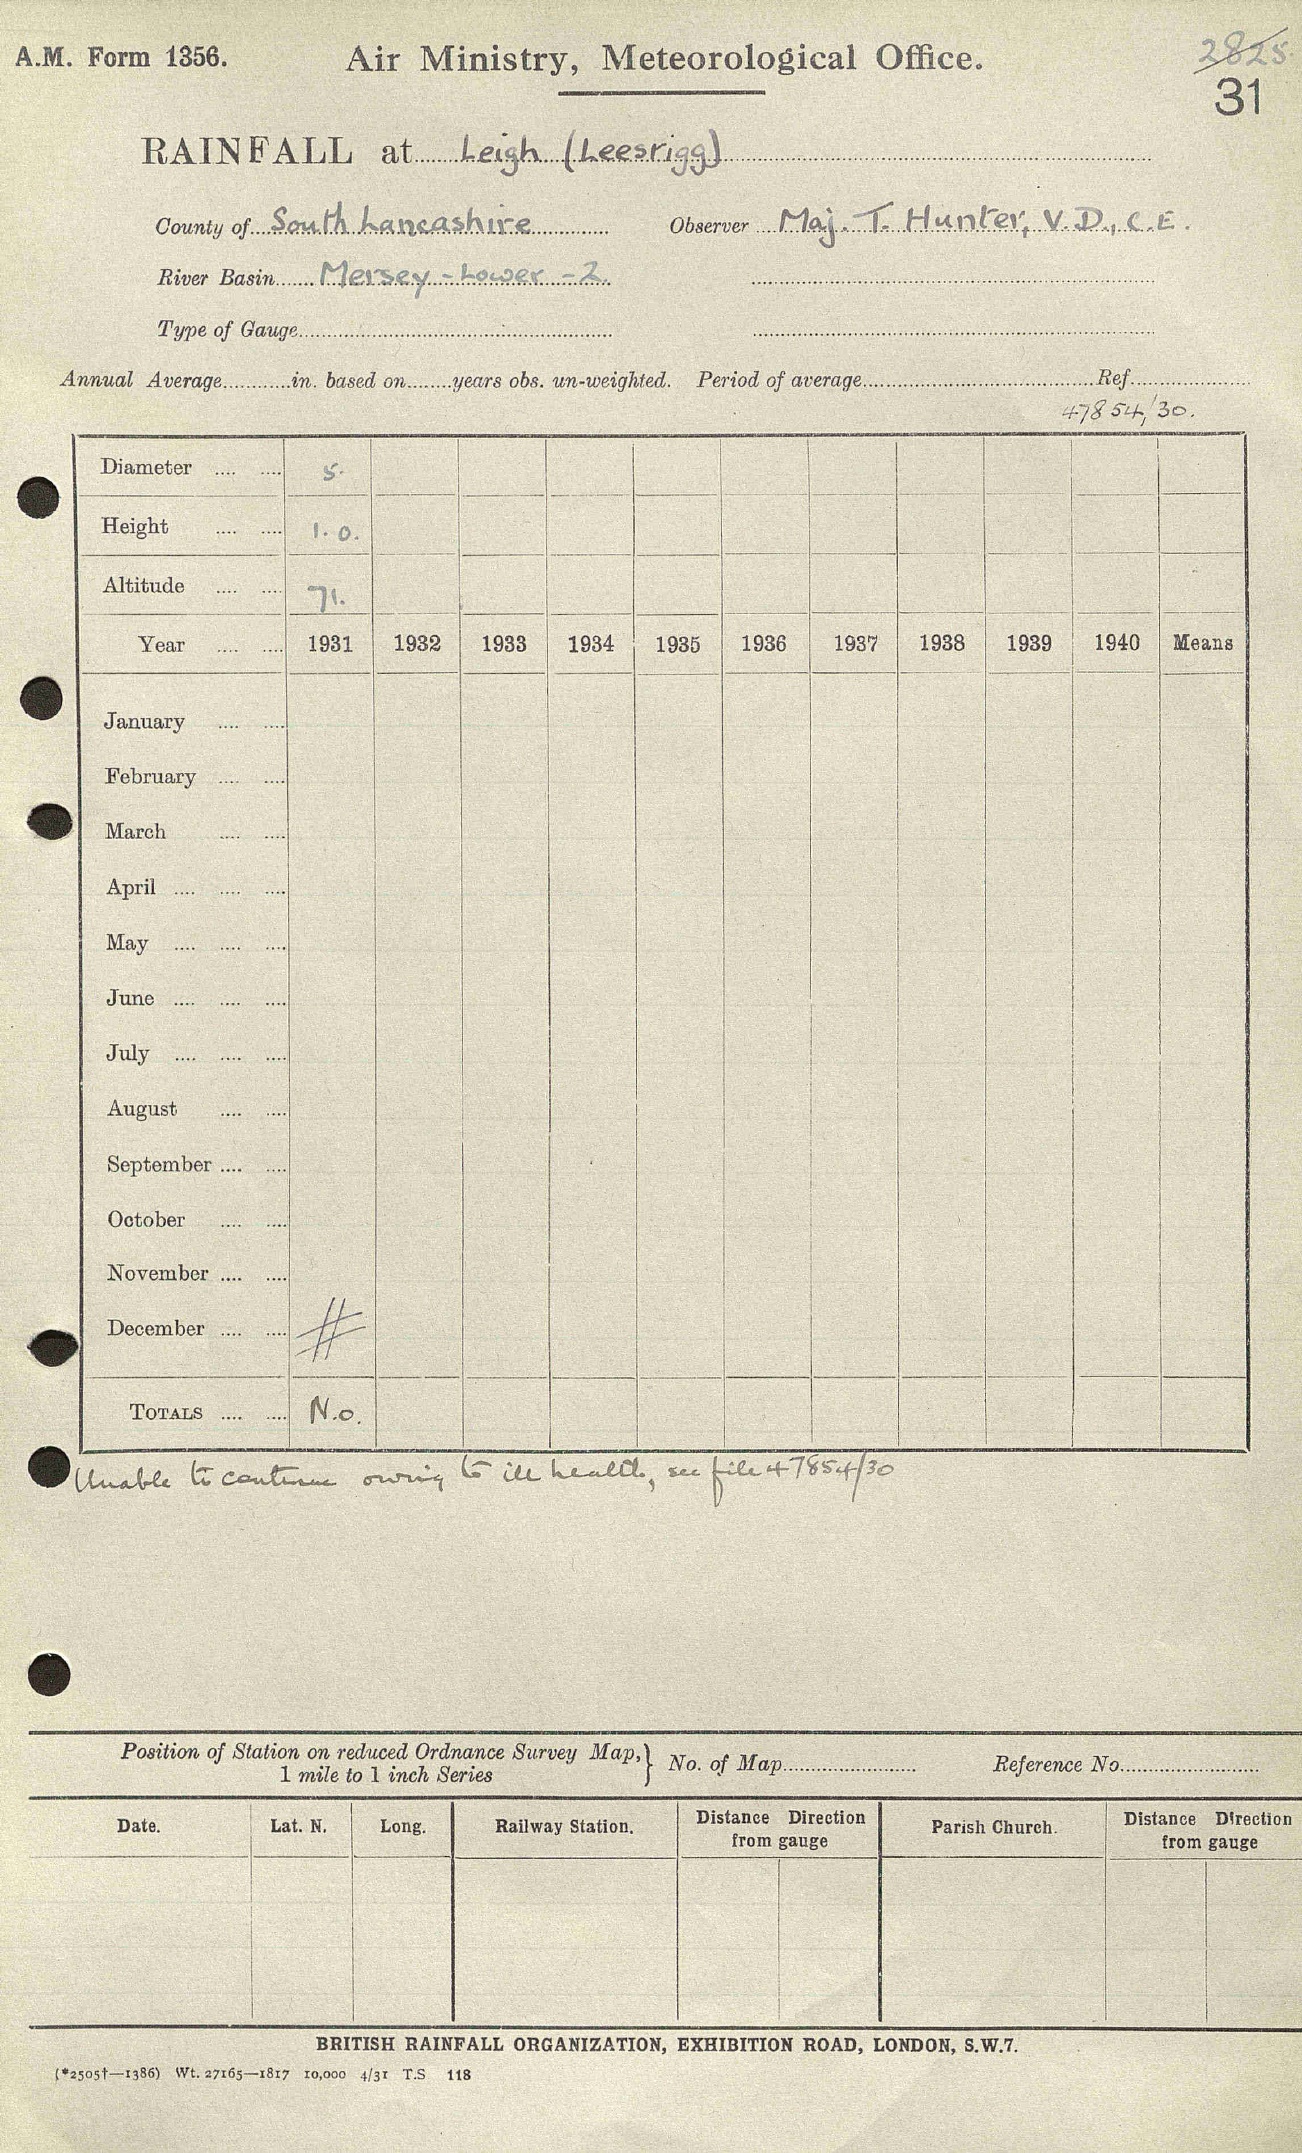 A.M. Form 1356.
Air Ministry, Meteorological Office.
2825.
31
RAINFALL at Leigh (Leesrigg)
County of South Lancashire Observer Maj. T. Hunter, V.D., C.E.
River Basin Mersey - Lower - 2.
Type of Gauge
Annual Average in. based on years obs. un-weighted. Period of average Ref.
47854/30.
Diameter 5.
Height 1. 0.
Altitude 71.
Year 1931 1932 1933 1934 1935 1936 1937 1938 1939 1940 Means
January
February
March
April
May
June
July
August
September
October
November
December #
TOTALS N.o.
Unable to continue owing to ill health, see file 47854/30
Position of Station on reduced Ordnance Survey Map, } No. of Map Reference No.
1 mile to 1 inch Series
Date. Lat. N. Long. Railway Station. Distance Direction Parish Church. Distance Direction
from gauge from gauge
BRITISH RAINFALL ORGANIZATION, EXHIBITION ROAD, LONDON, S.W.7.
(*2505†—1386) Wt. 27165—1817 10,000 4/31 T.S 118